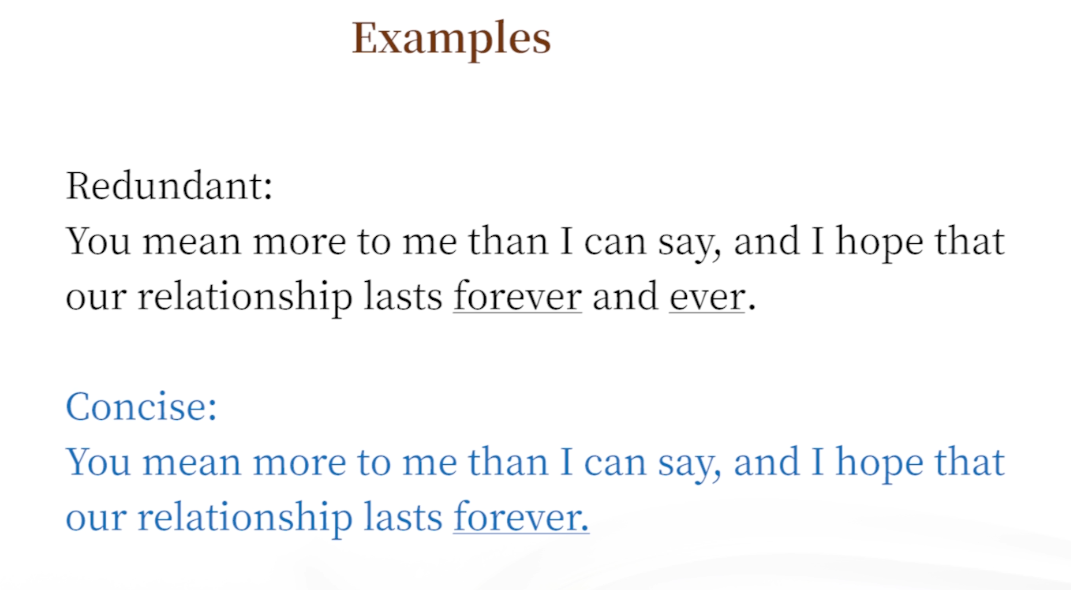 Examples
Redundant:
You mean more to me than I can say, and I hope that
our relationship lasts forever and ever.
Concise:
You mean more to me than I can say, and I hope that
our relationship lasts forever.